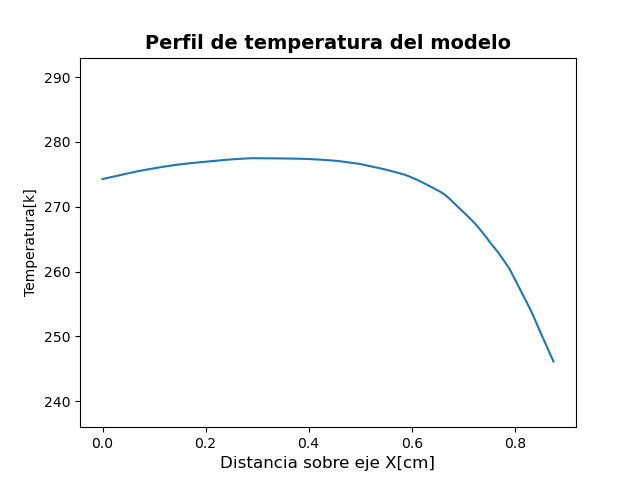 Perfil de temperatura del modelo
290
280
270
260
250
240
Temperatura[k]
0.0 0.2 0.4 0.6 0.8
Distancia sobre eje X[cm]